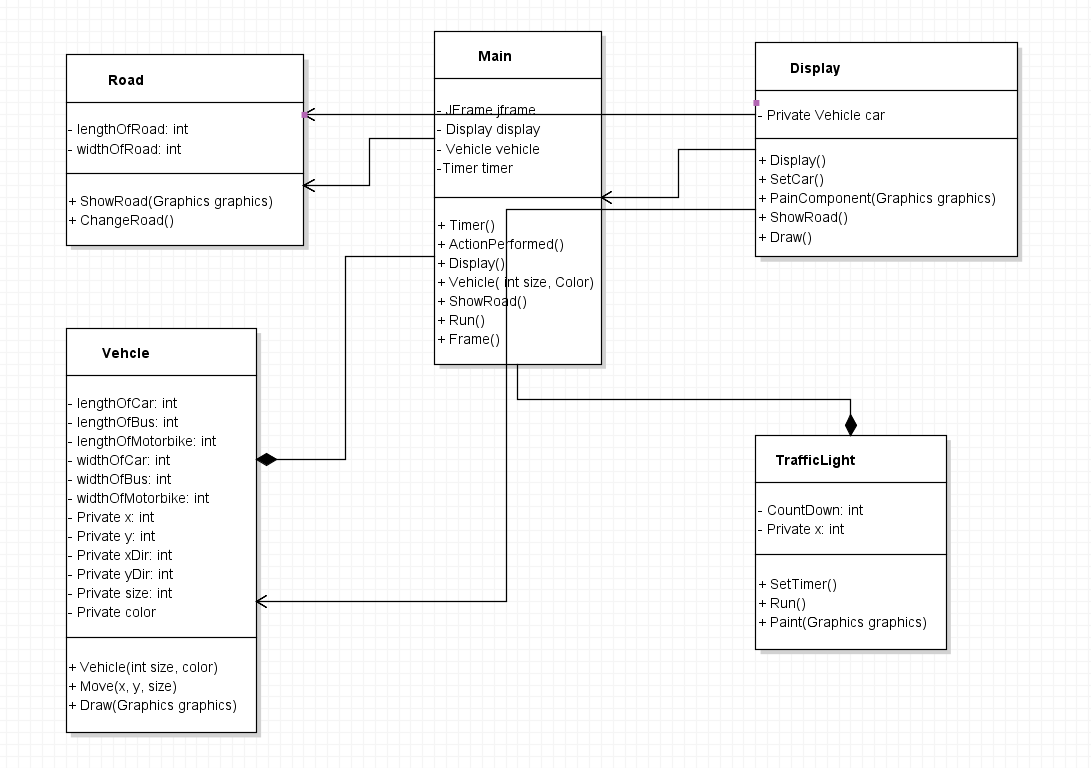 Road
- lengthOfRoad: int
- widthOfRoad: int
+ ShowRoad(Graphics graphics)
+ ChangeRoad()
Main
- JFrame jframe
- Display display
- Vehicle vehicle
-Timer timer
+ Timer()
+ ActionPerformed()
+ Display()
+ Vehicle( int size, Color)
+ ShowRoad()
+ Run()
+ Frame()
Display
- Private Vehicle car
+ Display()
+ SetCar()
+ PainComponent(Graphics graphics)
+ ShowRoad()
+ Draw()
Vehcle
- lengthOfCar: int
- lengthOfBus: int
- lengthOfMotorbike: int
- widthOfCar: int
- widthOfBus: int
- widthOfMotorbike: int
- Private x: int
- Private y: int
- Private xDir: int
- Private yDir: int
- Private size: int
- Private color
+ Vehicle(int size, color)
+ Move(x, y, size)
+ Draw(Graphics graphics)
TrafficLight
- CountDown: int
- Private x: int
+ SetTimer()
+ Run()
+ Paint(Graphics graphics)